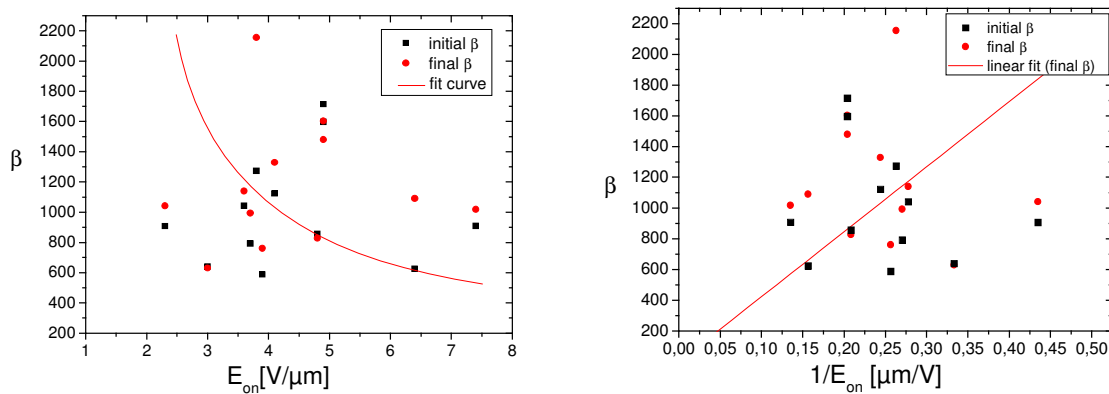 2200
2000
1800
1600
1400
1200
1000
800
600
400
200
β
1 2 3 4 5 6 7 8
E_on[V/μm]
initial β
final β
fit curve
2200
2000
1800
1600
1400
1200
1000
800
600
400
200
β
0,00 0,05 0,10 0,15 0,20 0,25 0,30 0,35 0,40 0,45 0,50
1/E_on [μm/V]
initial β
final β
linear fit (final β)